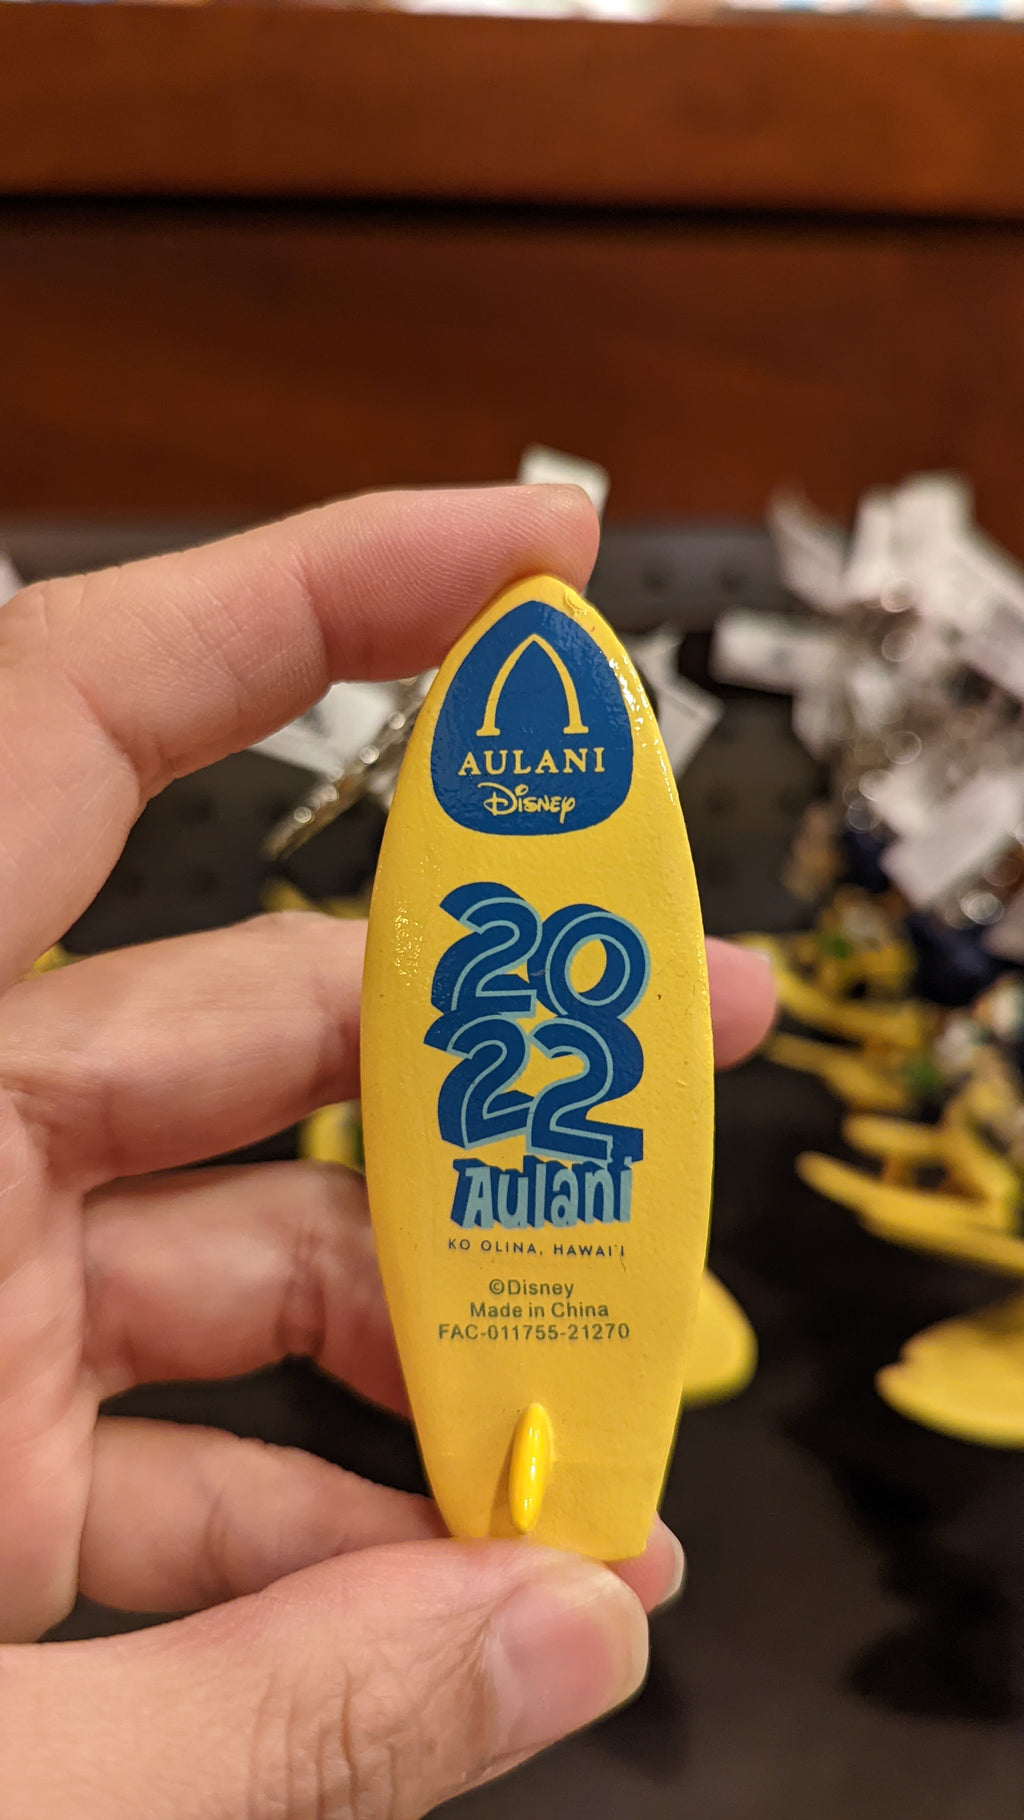 AULANI
Disney
20
22
Aulani
KO OLINA, HAWAI'I
©Disney
Made in China
FAC-011755-21270